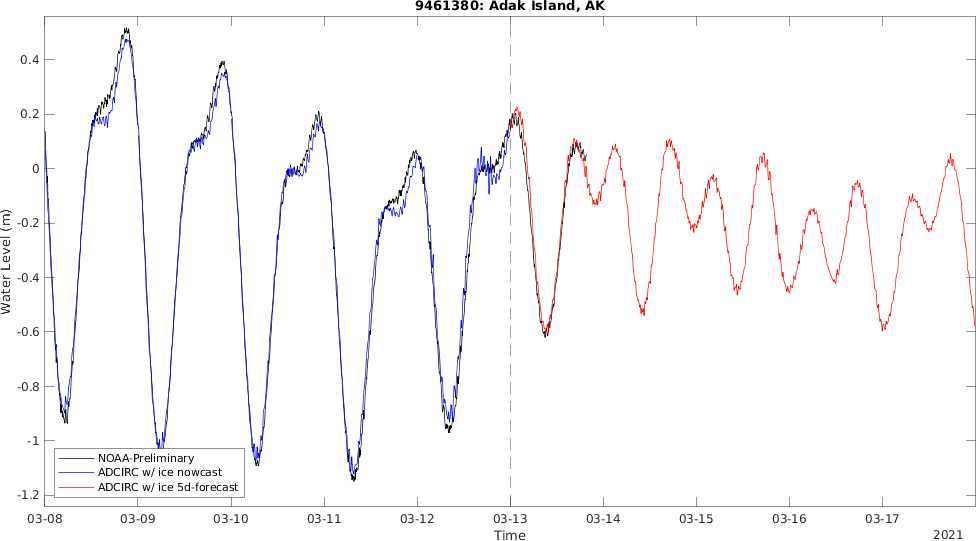 9461380: Adak Island, AK
0.4
0.2
0
-0.2
-0.4
-0.6
-0.8
-1
-1.2
Water Level (m)
NOAA-Preliminary
ADCIRC w/ ice nowcast
ADCIRC w/ ice 5d-forecast
03-08 03-09 03-10 03-11 03-12 03-13 03-14 03-15 03-16 03-17
Time
2021